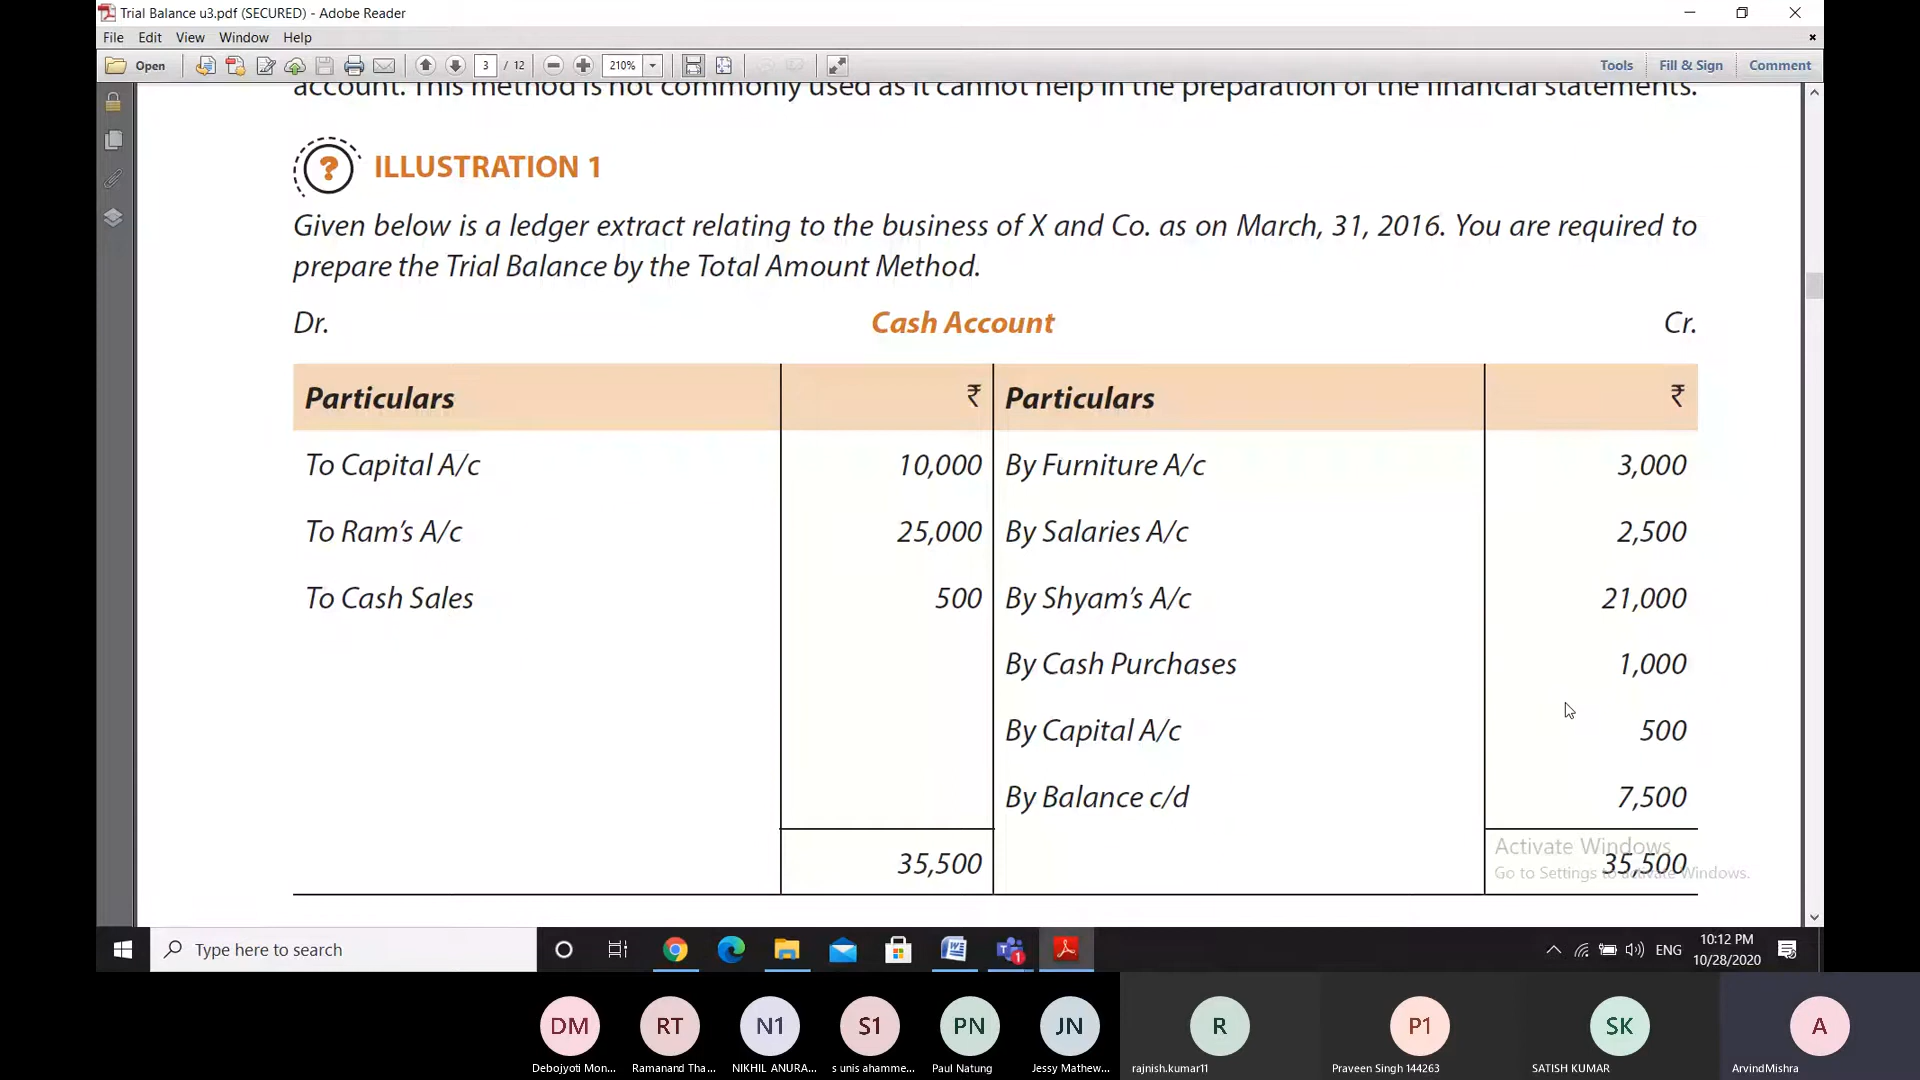 Trial Balance u3.pdf (SECURED) - Adobe Reader
File Edit View Window Help
Open 3 / 12 210% Tools Fill & Sign Comment
account. This method is not commonly used as it cannot help in the preparation of the financial statements.
? ILLUSTRATION 1
Given below is a ledger extract relating to the business of X and Co. as on March, 31, 2016. You are required to
prepare the Trial Balance by the Total Amount Method.
Dr. Cash Account Cr.
Particulars ₹ Particulars ₹
To Capital A/c 10,000 By Furniture A/c 3,000
To Ram's A/c 25,000 By Salaries A/c 2,500
To Cash Sales 500 By Shyam's A/c 21,000
By Cash Purchases 1,000
By Capital A/c 500
By Balance c/d 7,500
35,500 35,500
Activate Windows
Go to Settings to activate Windows.
Type here to search
1
ENG
10:12 PM
10/28/2020
DM RT N1 S1 PN JN R P1 SK A
Debojyoti Mon... Ramanand Tha... NIKHIL ANURA... s unis ahamme... Paul Natung Jessy Mathew... rajnish.kumar11 Praveen Singh 144263 SATISH KUMAR ArvindMishra